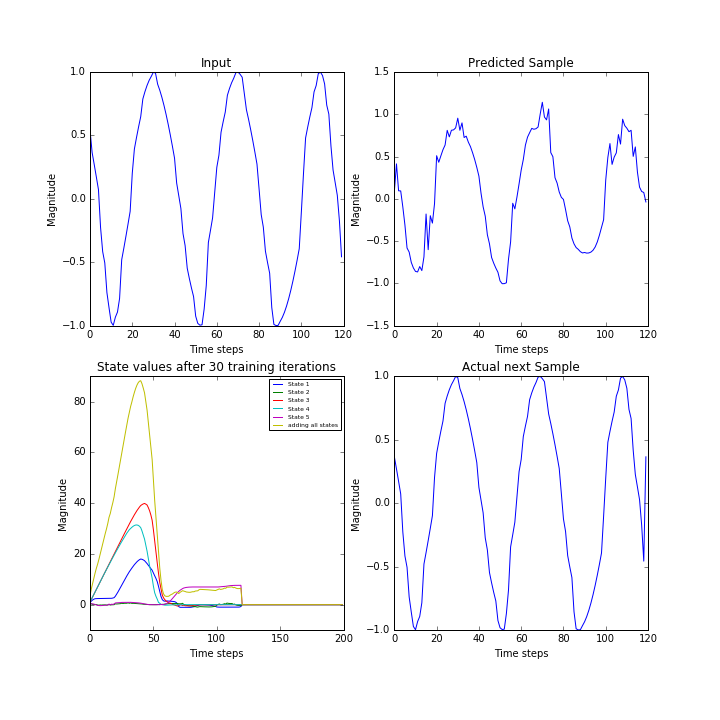 Input
Magnitude
1.0
0.5
0.0
−0.5
−1.0
0 20 40 60 80 100 120
Time steps
Predicted Sample
Magnitude
1.5
1.0
0.5
0.0
−0.5
−1.0
−1.5
0 20 40 60 80 100 120
Time steps
State values after 30 training iterations
Magnitude
80
60
40
20
0
0 50 100 150 200
Time steps
State 1
State 2
State 3
State 4
State 5
adding all states
Actual next Sample
Magnitude
1.0
0.5
0.0
−0.5
−1.0
0 20 40 60 80 100 120
Time steps